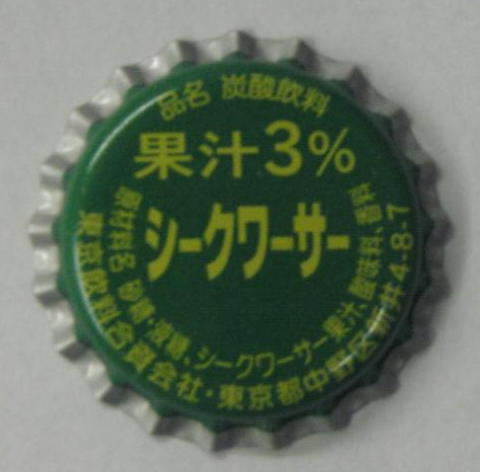 品名 炭酸飲料
果汁3%
シークワーサー
原材料名 砂糖・液糖、シークワーサー果汁、酸味料、香料
東京飲料合資会社・東京都中野区新井4-8-7